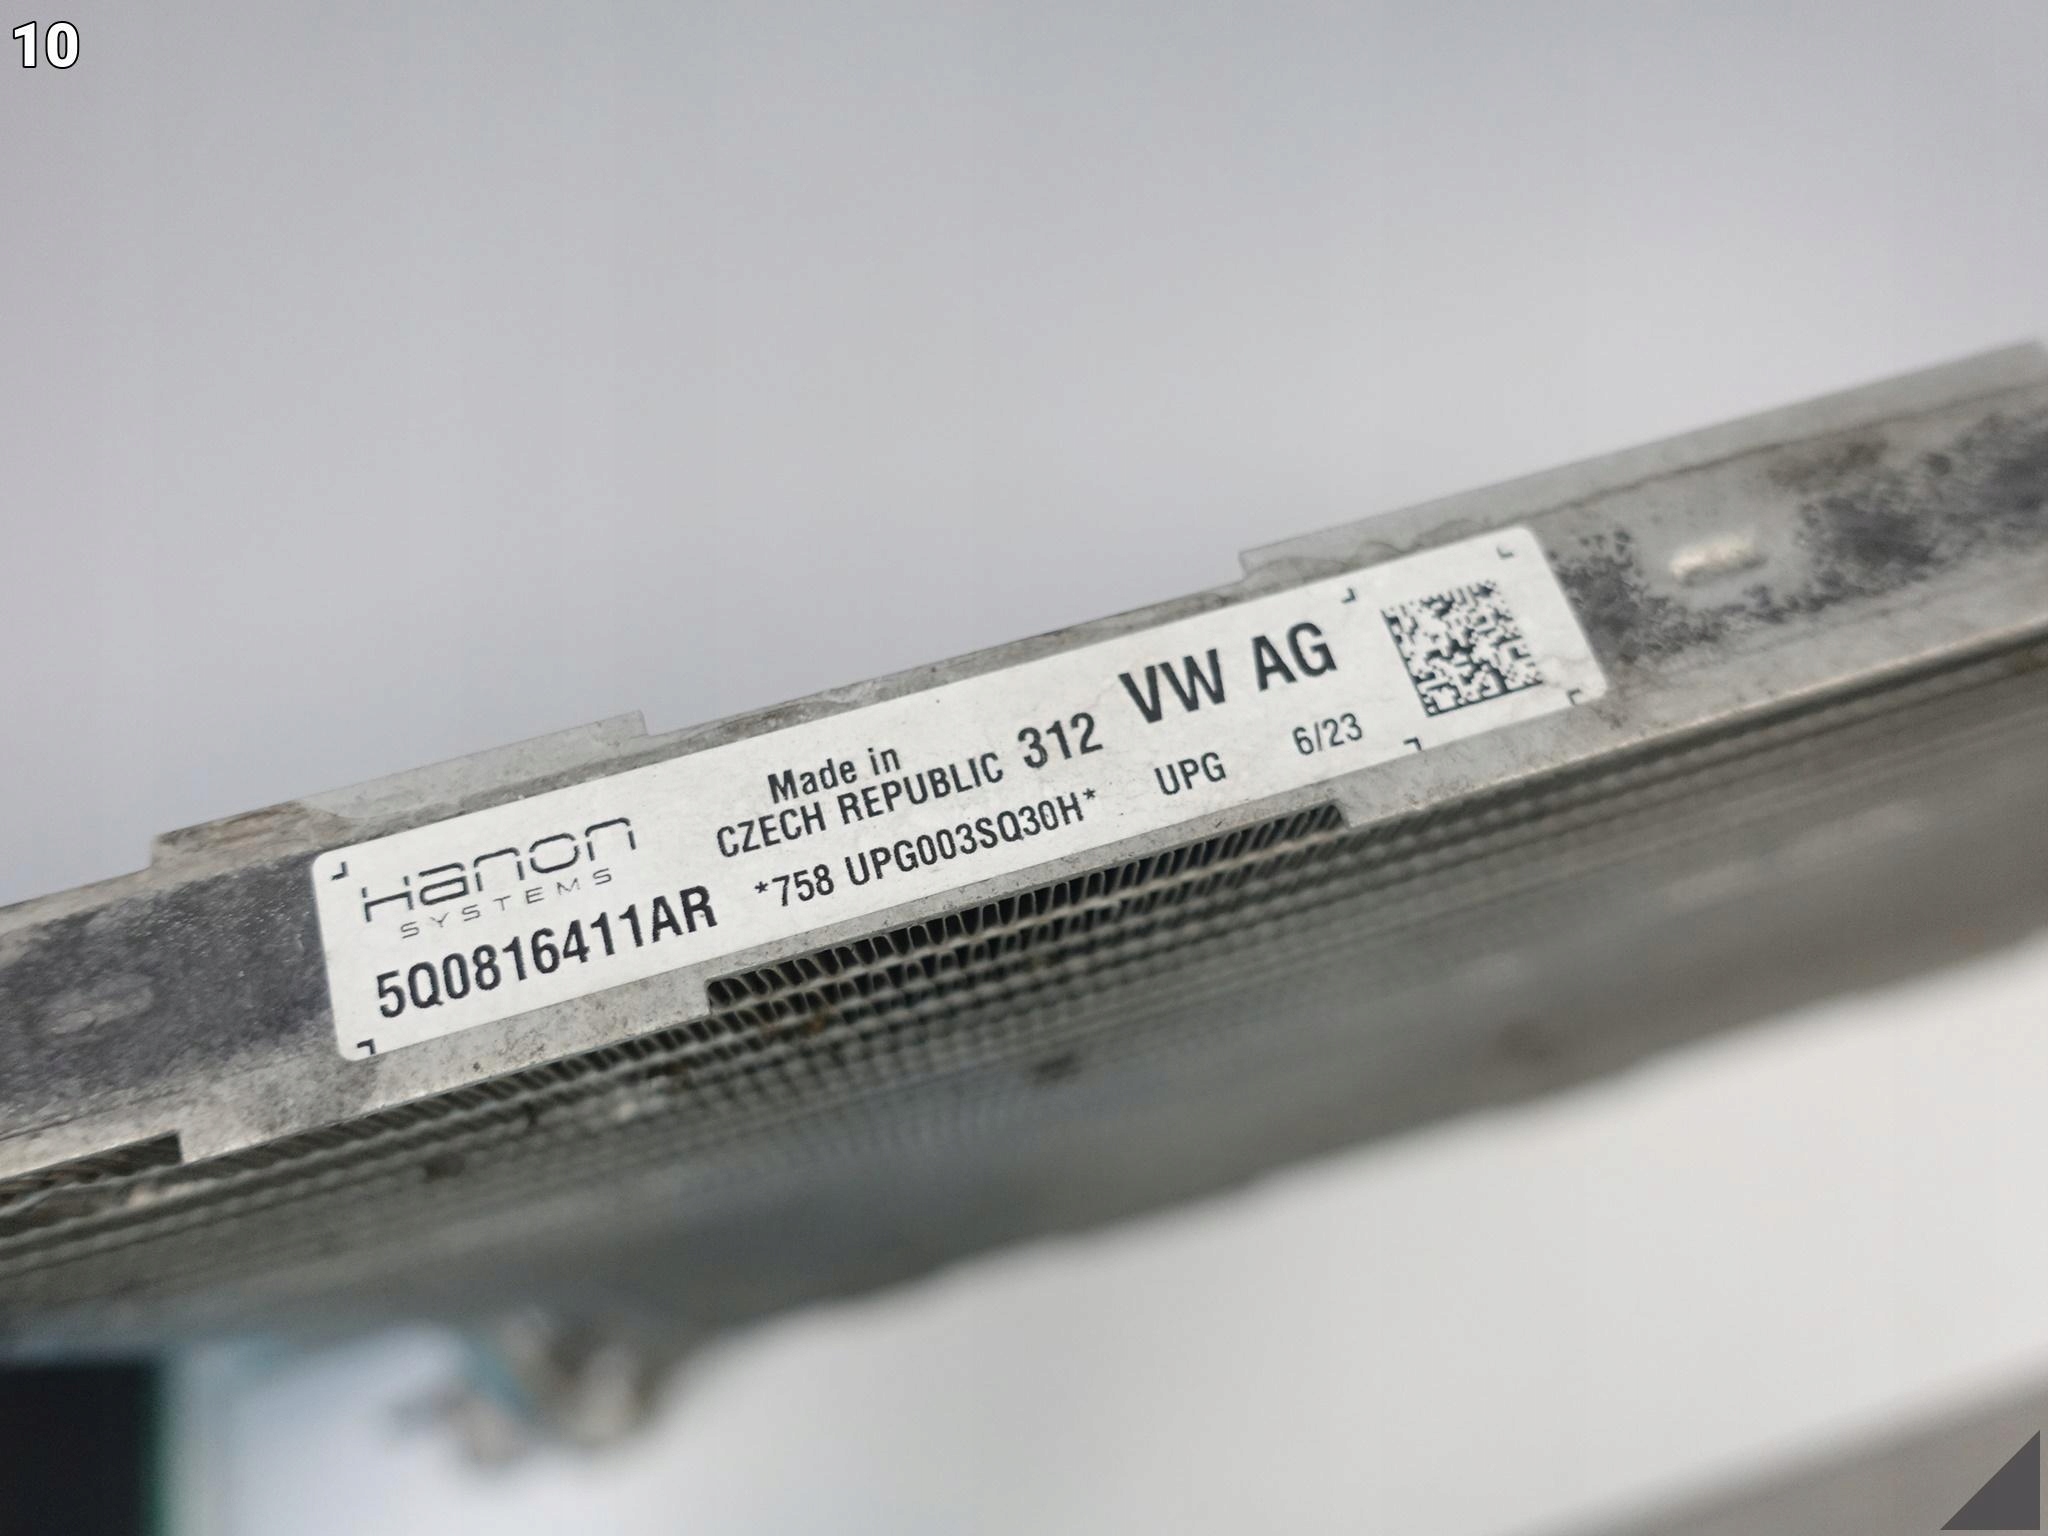 10
Hanon
SYSTEMS
Made in
CZECH REPUBLIC 312 VW AG
5Q0816411AR *758 UPG003SQ30H* UPG 6/23